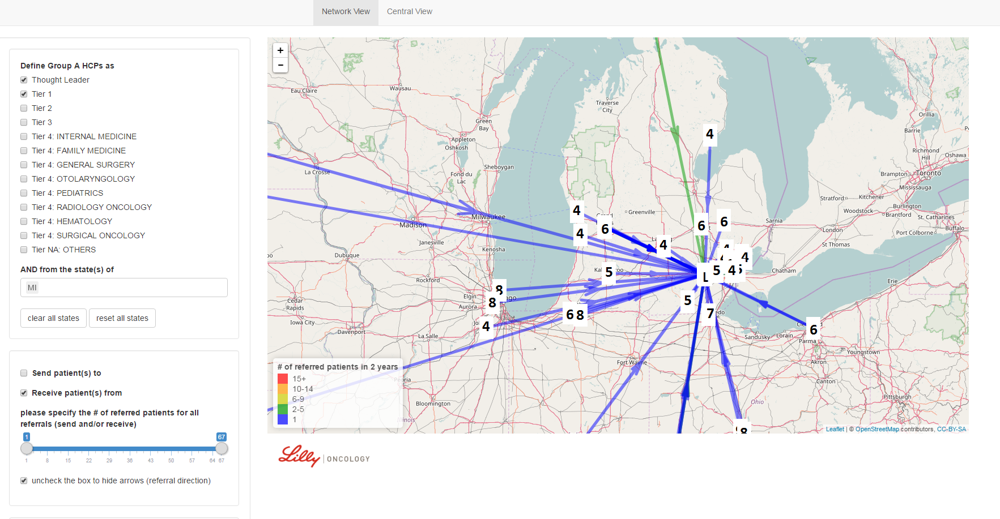 Network View
Central View
Define Group A HCPs as
Thought Leader
Tier 1
Tier 2
Tier 3
Tier 4: INTERNAL MEDICINE
Tier 4: FAMILY MEDICINE
Tier 4: GENERAL SURGERY
Tier 4: OTOLARYNGOLOGY
Tier 4: PEDIATRICS
Tier 4: RADIOLOGY ONCOLOGY
Tier 4: HEMATOLOGY
Tier 4: SURGICAL ONCOLOGY
Tier NA: OTHERS
AND from the state(s) of
MI
clear all states
reset all states
Send patient(s) to
Receive patient(s) from
please specify the # of referred patients for all
referrals (send and/or receive)
1
67
1 8 15 22 29 36 43 50 57 64 67
uncheck the box to hide arrows (referral direction)
+
−
Eau Claire
Wausau
Green
Bay
Appleton
Oshkosh
La Crosse
Fond du
Lac
Sheboygan
Milwaukee
Madison
Janesville
Kenosha
Dubuque
Rockford
Elgin
Aurora
Cedar
Rapids
Iowa City
Davenport
La Salle
Bloomington
Traverse
City
Greenville
Fort Wayne
Orillia
Barrie
Richmond
Hill
Oshawa
Brampton
Toronto
Mississauga
Stratford
Kitchener
Burlington
Woodstock
Brantford
St. Catharines
Sarnia
London
Port Colborne
Buffalo
St Thomas
Chatham
Erie
Sandusky
Lorain
Parma
Akron
Youngstown
Canton
Pittsburg
Ohio
4
4
6
4
4
6
6
4
4
5
4
5
L
5
8
8
4
6
8
5
7
6
8
# of referred patients in 2 years
15+
10-14
6-9
2-5
1
Leaflet | © OpenStreetMap contributors, CC-BY-SA
Lilly | ONCOLOGY